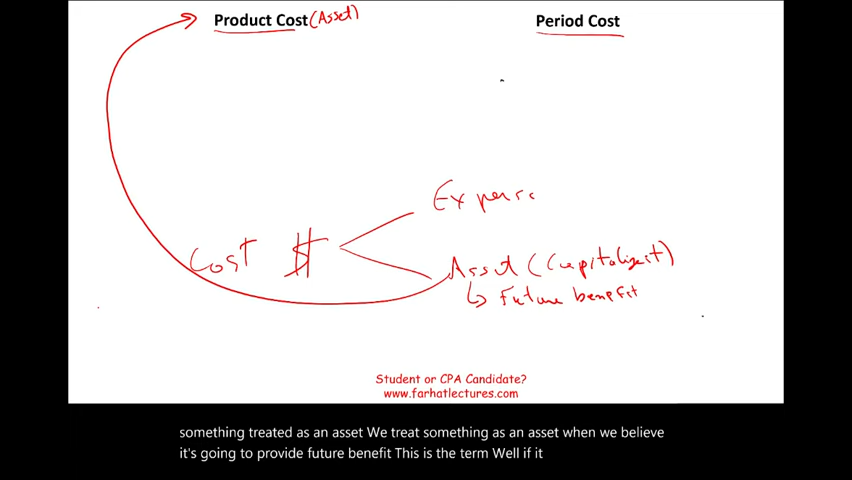 Product Cost (Asset)
Period Cost
Expense
Cost $
Asset (Capitalized)
Future benefit
Student or CPA Candidate?
www.farhatlectures.com
something treated as an asset We treat something as an asset when we believe
it's going to provide future benefit This is the term Well if it